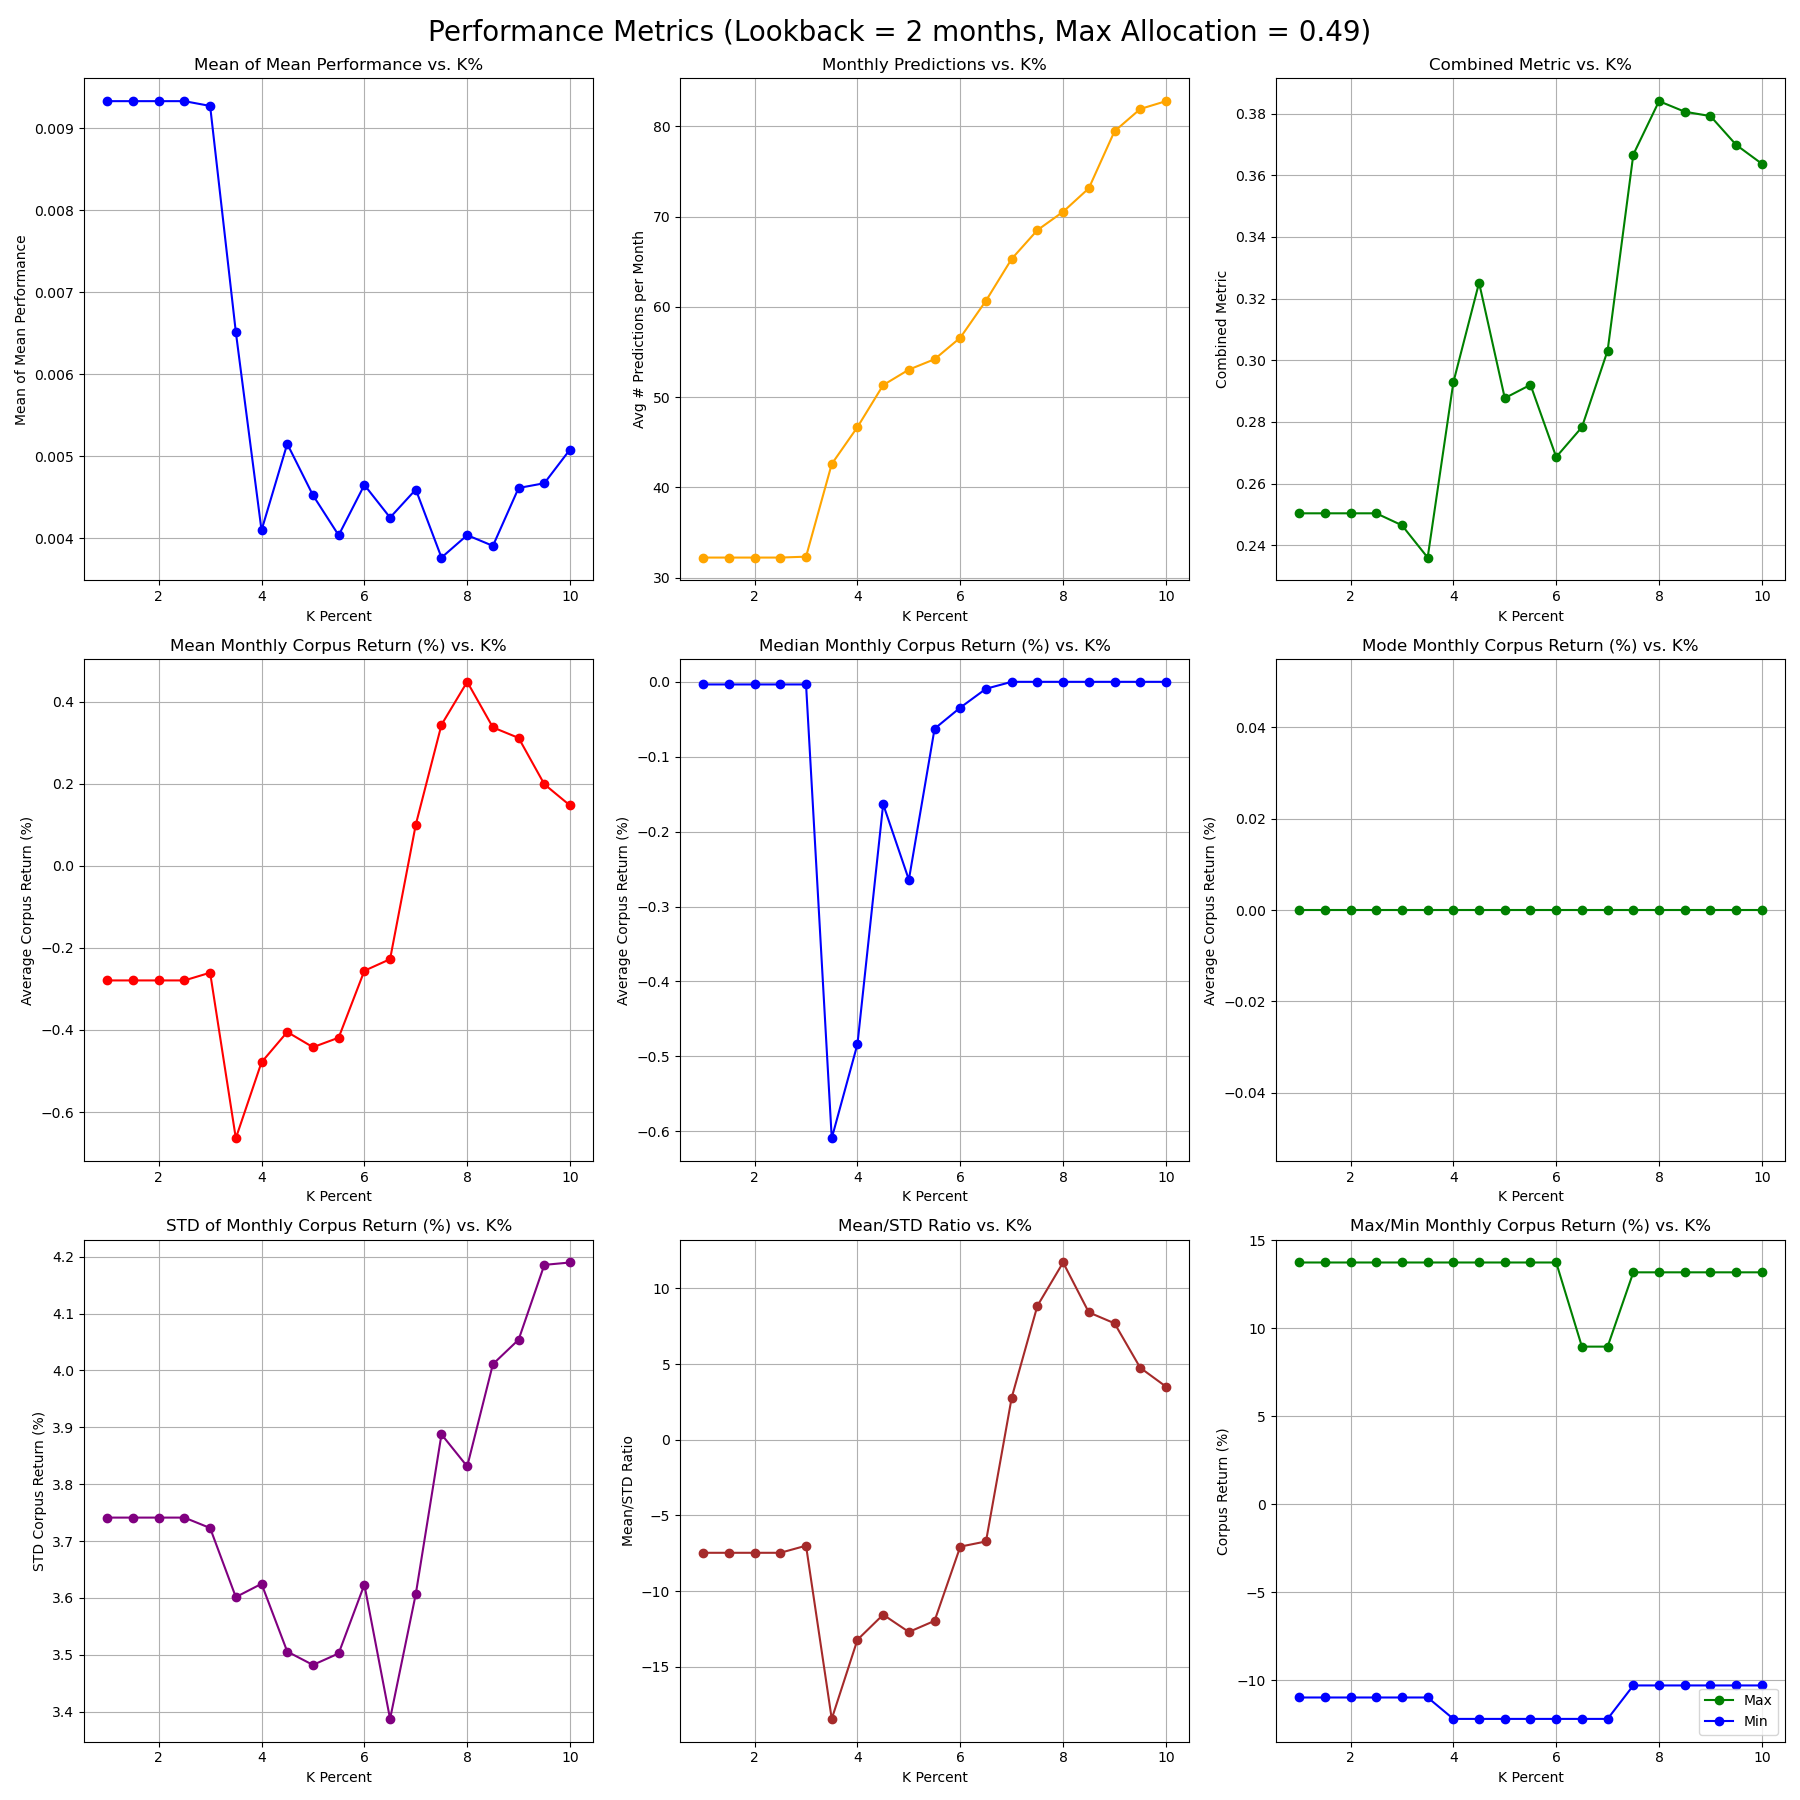 Performance Metrics (Lookback = 2 months, Max Allocation = 0.49)
Mean of Mean Performance vs. K%
Mean of Mean Performance
0.009
0.008
0.007
0.006
0.005
0.004
2 4 6 8 10
K Percent
Monthly Predictions vs. K%
Avg # Predictions per Month
80
70
60
50
40
30
2 4 6 8 10
K Percent
Combined Metric vs. K%
Combined Metric
0.38
0.36
0.34
0.32
0.30
0.28
0.26
0.24
2 4 6 8 10
K Percent
Mean Monthly Corpus Return (%) vs. K%
Average Corpus Return (%)
0.4
0.2
0.0
−0.2
−0.4
−0.6
2 4 6 8 10
K Percent
Median Monthly Corpus Return (%) vs. K%
Average Corpus Return (%)
0.0
−0.1
−0.2
−0.3
−0.4
−0.5
−0.6
2 4 6 8 10
K Percent
Mode Monthly Corpus Return (%) vs. K%
Average Corpus Return (%)
0.04
0.02
0.00
−0.02
−0.04
2 4 6 8 10
K Percent
STD of Monthly Corpus Return (%) vs. K%
STD Corpus Return (%)
4.2
4.1
4.0
3.9
3.8
3.7
3.6
3.5
3.4
2 4 6 8 10
K Percent
Mean/STD Ratio vs. K%
Mean/STD Ratio
10
5
0
−5
−10
−15
2 4 6 8 10
K Percent
Max/Min Monthly Corpus Return (%) vs. K%
Corpus Return (%)
15
10
5
0
−5
−10
Max
Min
2 4 6 8 10
K Percent